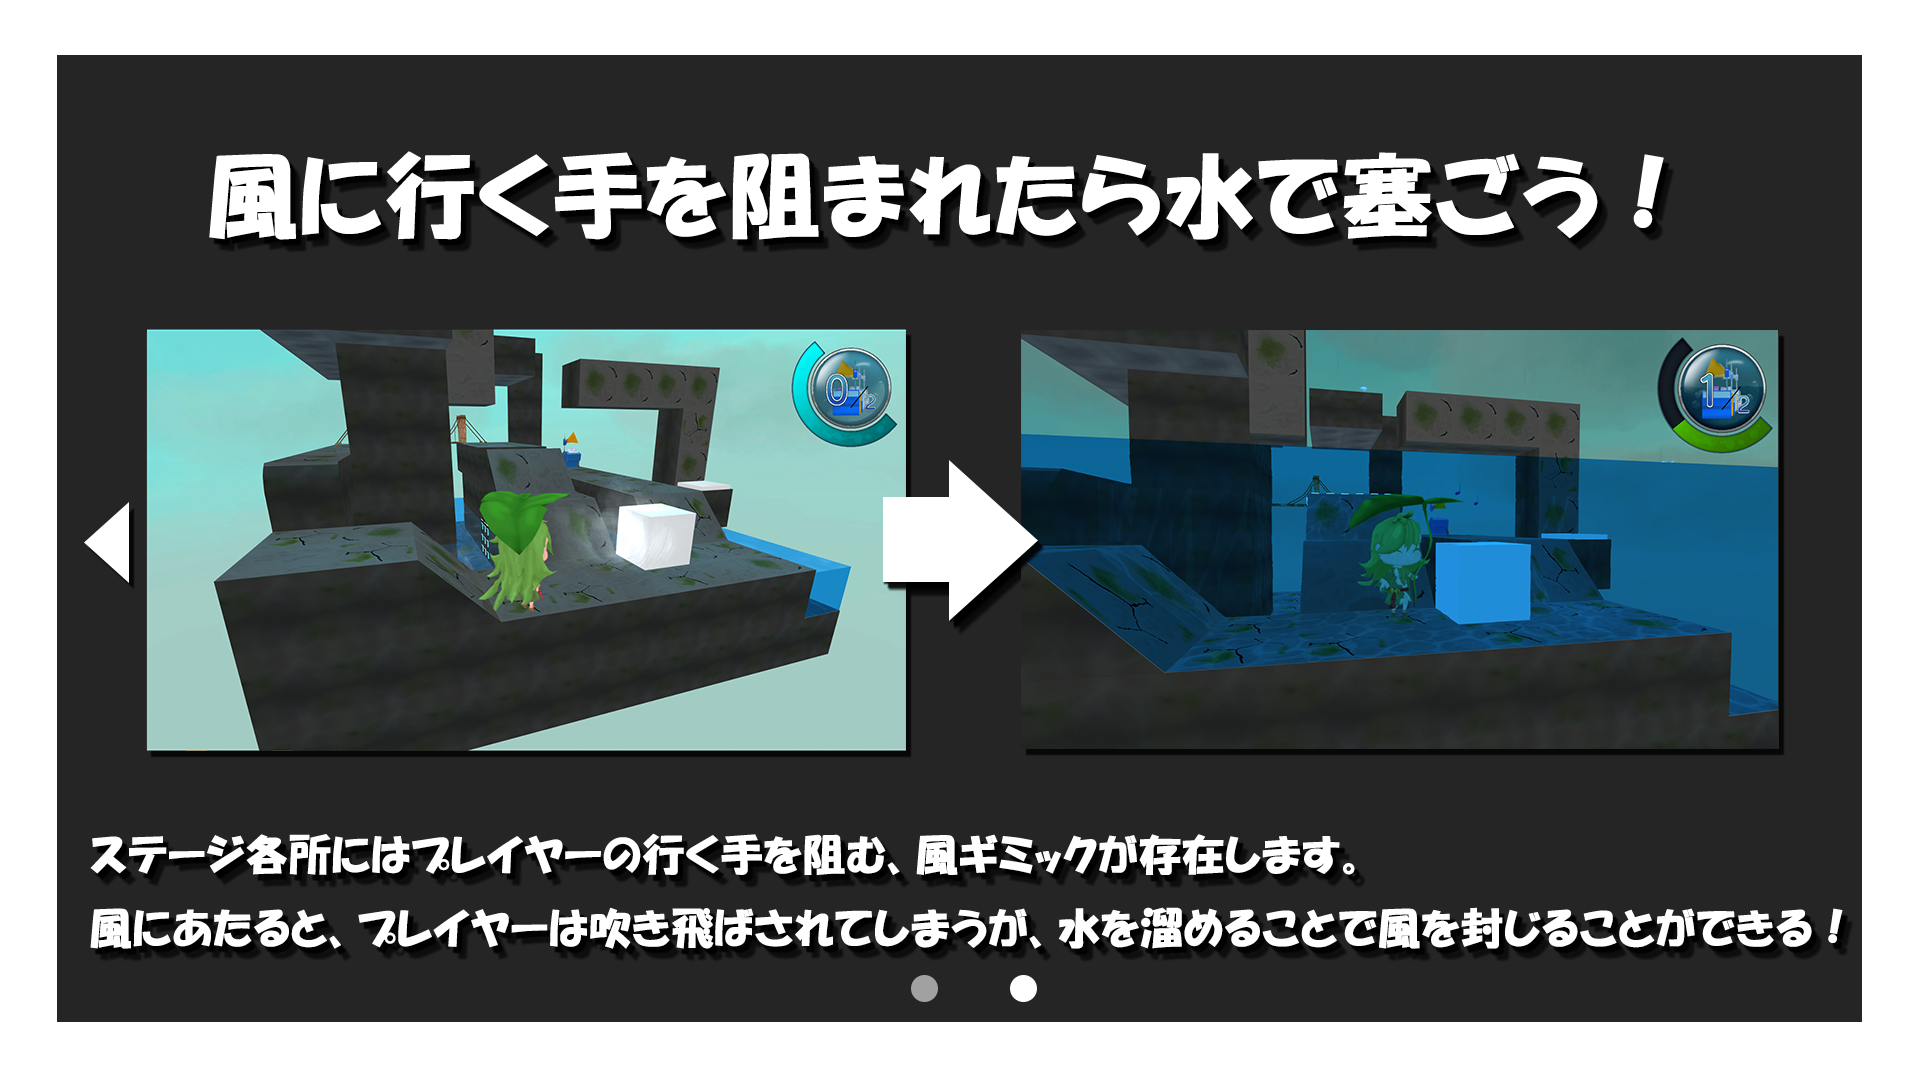 風に行く手を阻まれたら水で塞ごう！
0/2
1/2
ステージ各所にはプレイヤーの行く手を阻む、風ギミックが存在します。
風にあたると、プレイヤーは吹き飛ばされてしまうが、水を溜めることで風を封じることができる！